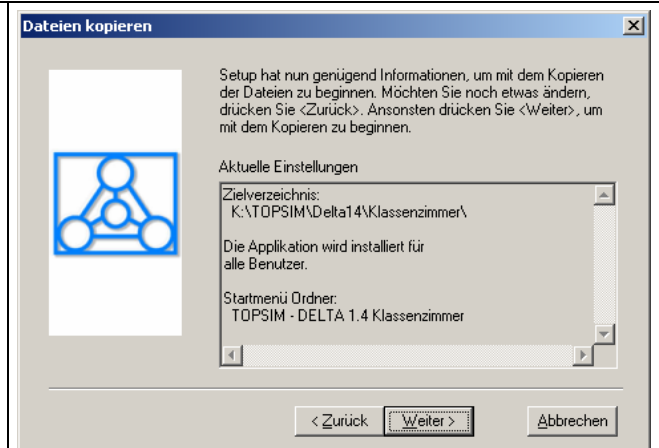 Dateien kopieren
Setup hat nun genügend Informationen, um mit dem Kopieren
der Dateien zu beginnen. Möchten Sie noch etwas ändern,
drücken Sie <Zurück>. Ansonsten drücken Sie <Weiter>, um
mit dem Kopieren zu beginnen.
Aktuelle Einstellungen
Zielverzeichnis:
K:\TOPSIM\Delta14\Klassenzimmer\
Die Applikation wird installiert für
alle Benutzer.
Startmenü Ordner:
TOPSIM - DELTA 1.4 Klassenzimmer
< Zurück Weiter > Abbrechen